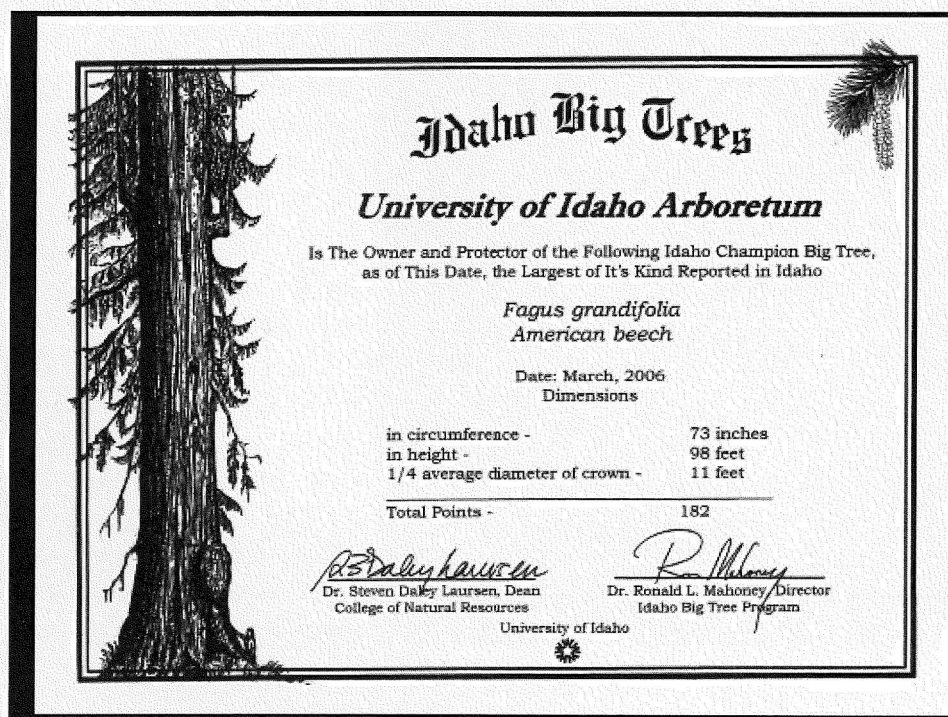 Idaho Big Trees
University of Idaho Arboretum
Is The Owner and Protector of the Following Idaho Champion Big Tree,
as of This Date, the Largest of It's Kind Reported in Idaho
Fagus grandifolia
American beech
Date: March, 2006
Dimensions
in circumference - 73 inches
in height - 98 feet
1/4 average diameter of crown - 11 feet
Total Points - 182
Ron Mahoney
Dr. Steven Daley Laursen, Dean
College of Natural Resources
Dr. Ronald L. Mahoney, Director
Idaho Big Tree Program
University of Idaho